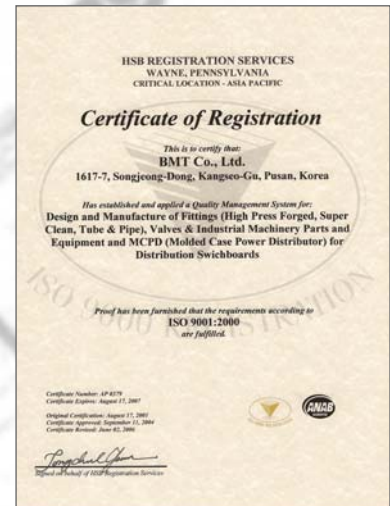 HSB REGISTRATION SERVICES
WAYNE, PENNSYLVANIA
CRITICAL LOCATION - ASIA PACIFIC
Certificate of Registration
This is to certify that:
BMT Co., Ltd.
1617-7, Songjeong-Dong, Kangseo-Gu, Pusan, Korea
Has established and applied a Quality Management System for:
Design and Manufacture of Fittings (High Press Forged, Super
Clean, Tube & Pipe), Valves & Industrial Machinery Parts and
Equipment and MCPD (Molded Case Power Distributor) for
Distribution Swichboards
ISO 9000 REGISTRATION
Proof has been furnished that the requirements according to
ISO 9001:2000
are fulfilled.
Certificate Number: AP 0279
Certificate Expires: August 17, 2007
Original Certification: August 17, 2001
Certificate Approved: September 11, 2004
Certificate Revised: June 02, 2006
ANAB
Signed on behalf of HSB Registration Services